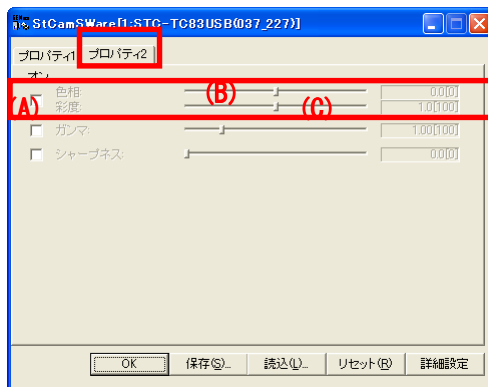 StCamSWare[1:STC-TC83USB(037_227)]
プロパティ1 プロパティ2
オン
(A) 色相: (B) 0.0[0]
彩度: (C) 1.0[100]
ガンマ: 1.00[100]
シャープネス: 0.0[0]
OK 保存(S)... 読込(L)... リセット(R) 詳細設定